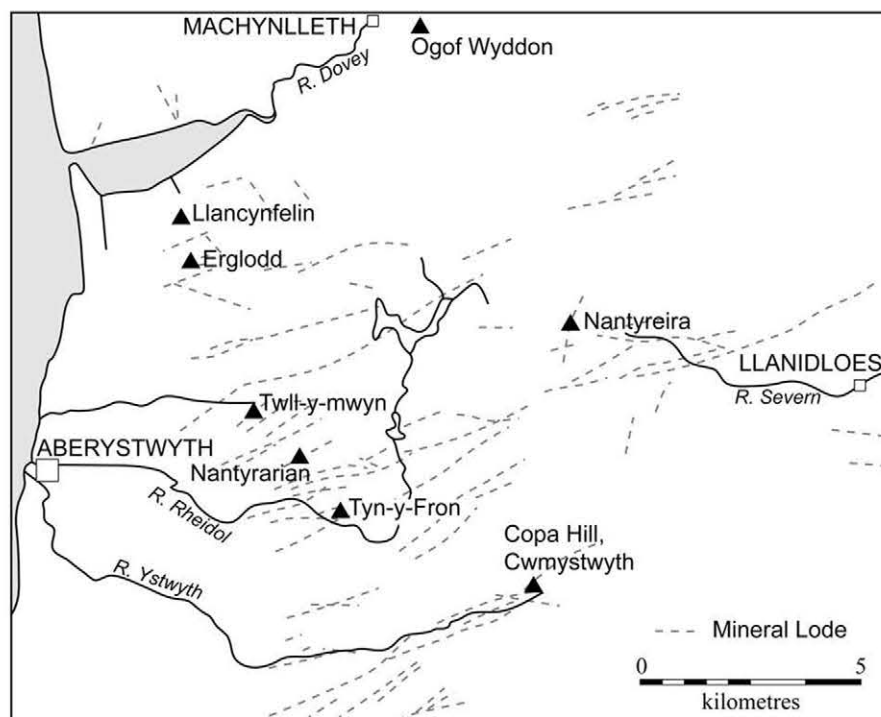 MACHYNLLETH
Ogof Wyddon
R. Dovey
Llancynfelin
Erglodd
Nantyreira
LLANIDLOES
R. Severn
Twll-y-mwyn
ABERYSTWYTH
Nantyrarian
R. Rheidol
Tyn-y-Fron
Copa Hill,
Cwmystwyth
R. Ystwyth
Mineral Lode
0 5
kilometres